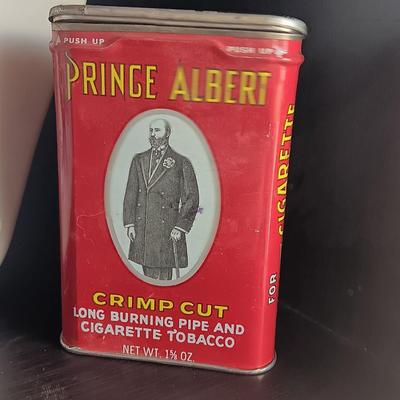 PUSH UP
PUSH UP
PRINCE ALBERT
CRIMP CUT
LONG BURNING PIPE AND
CIGARETTE TOBACCO
NET WT. 1⅝ OZ.
FOR
CIGARETTE